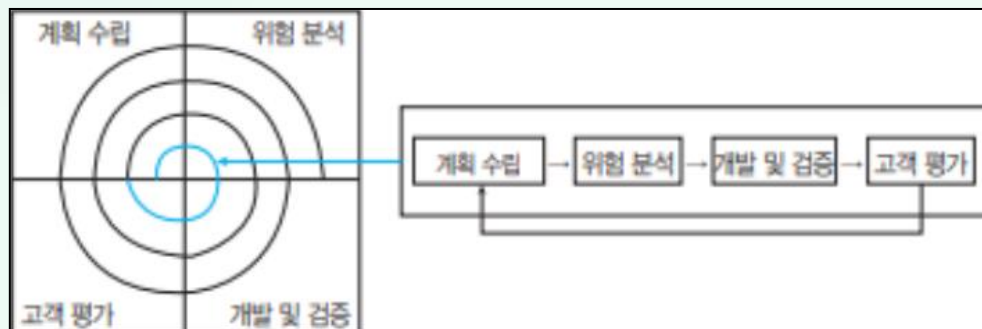 계획 수립 위험 분석
계획 수립 → 위험 분석 → 개발 및 검증 → 고객 평가
고객 평가 개발 및 검증